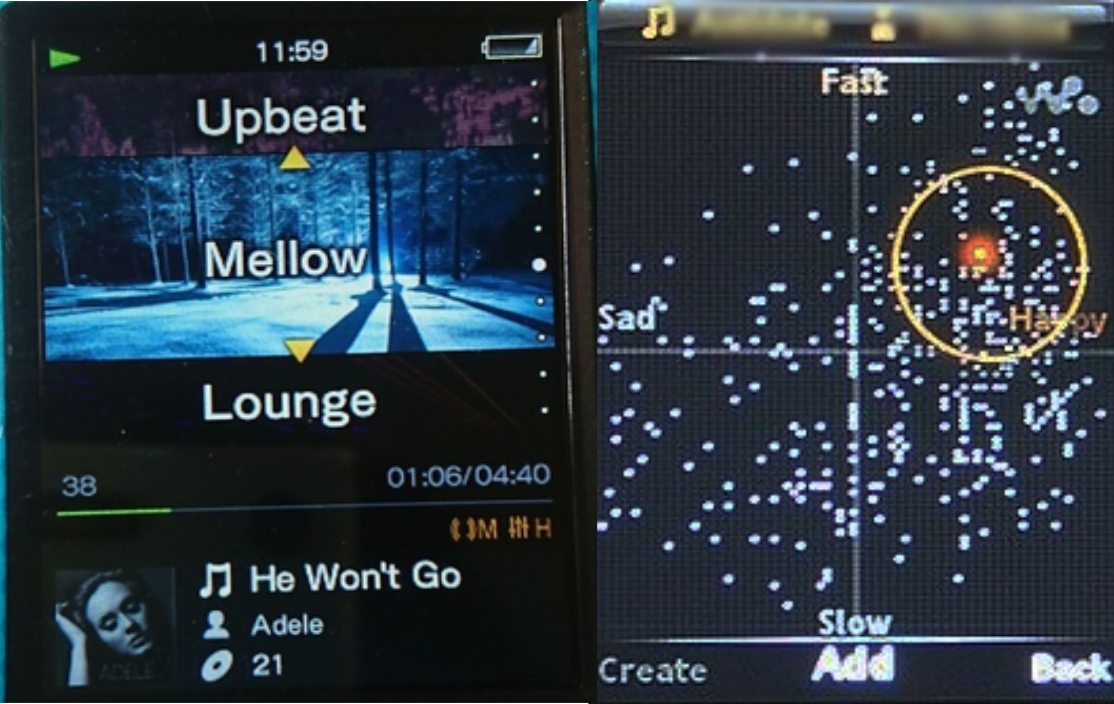 11:59
Upbeat
Mellow
Lounge
38
01:06/04:40
M H
He Won't Go
Adele
21
ADELE
Fast
Sad
Happy
Slow
Create
Add
Back